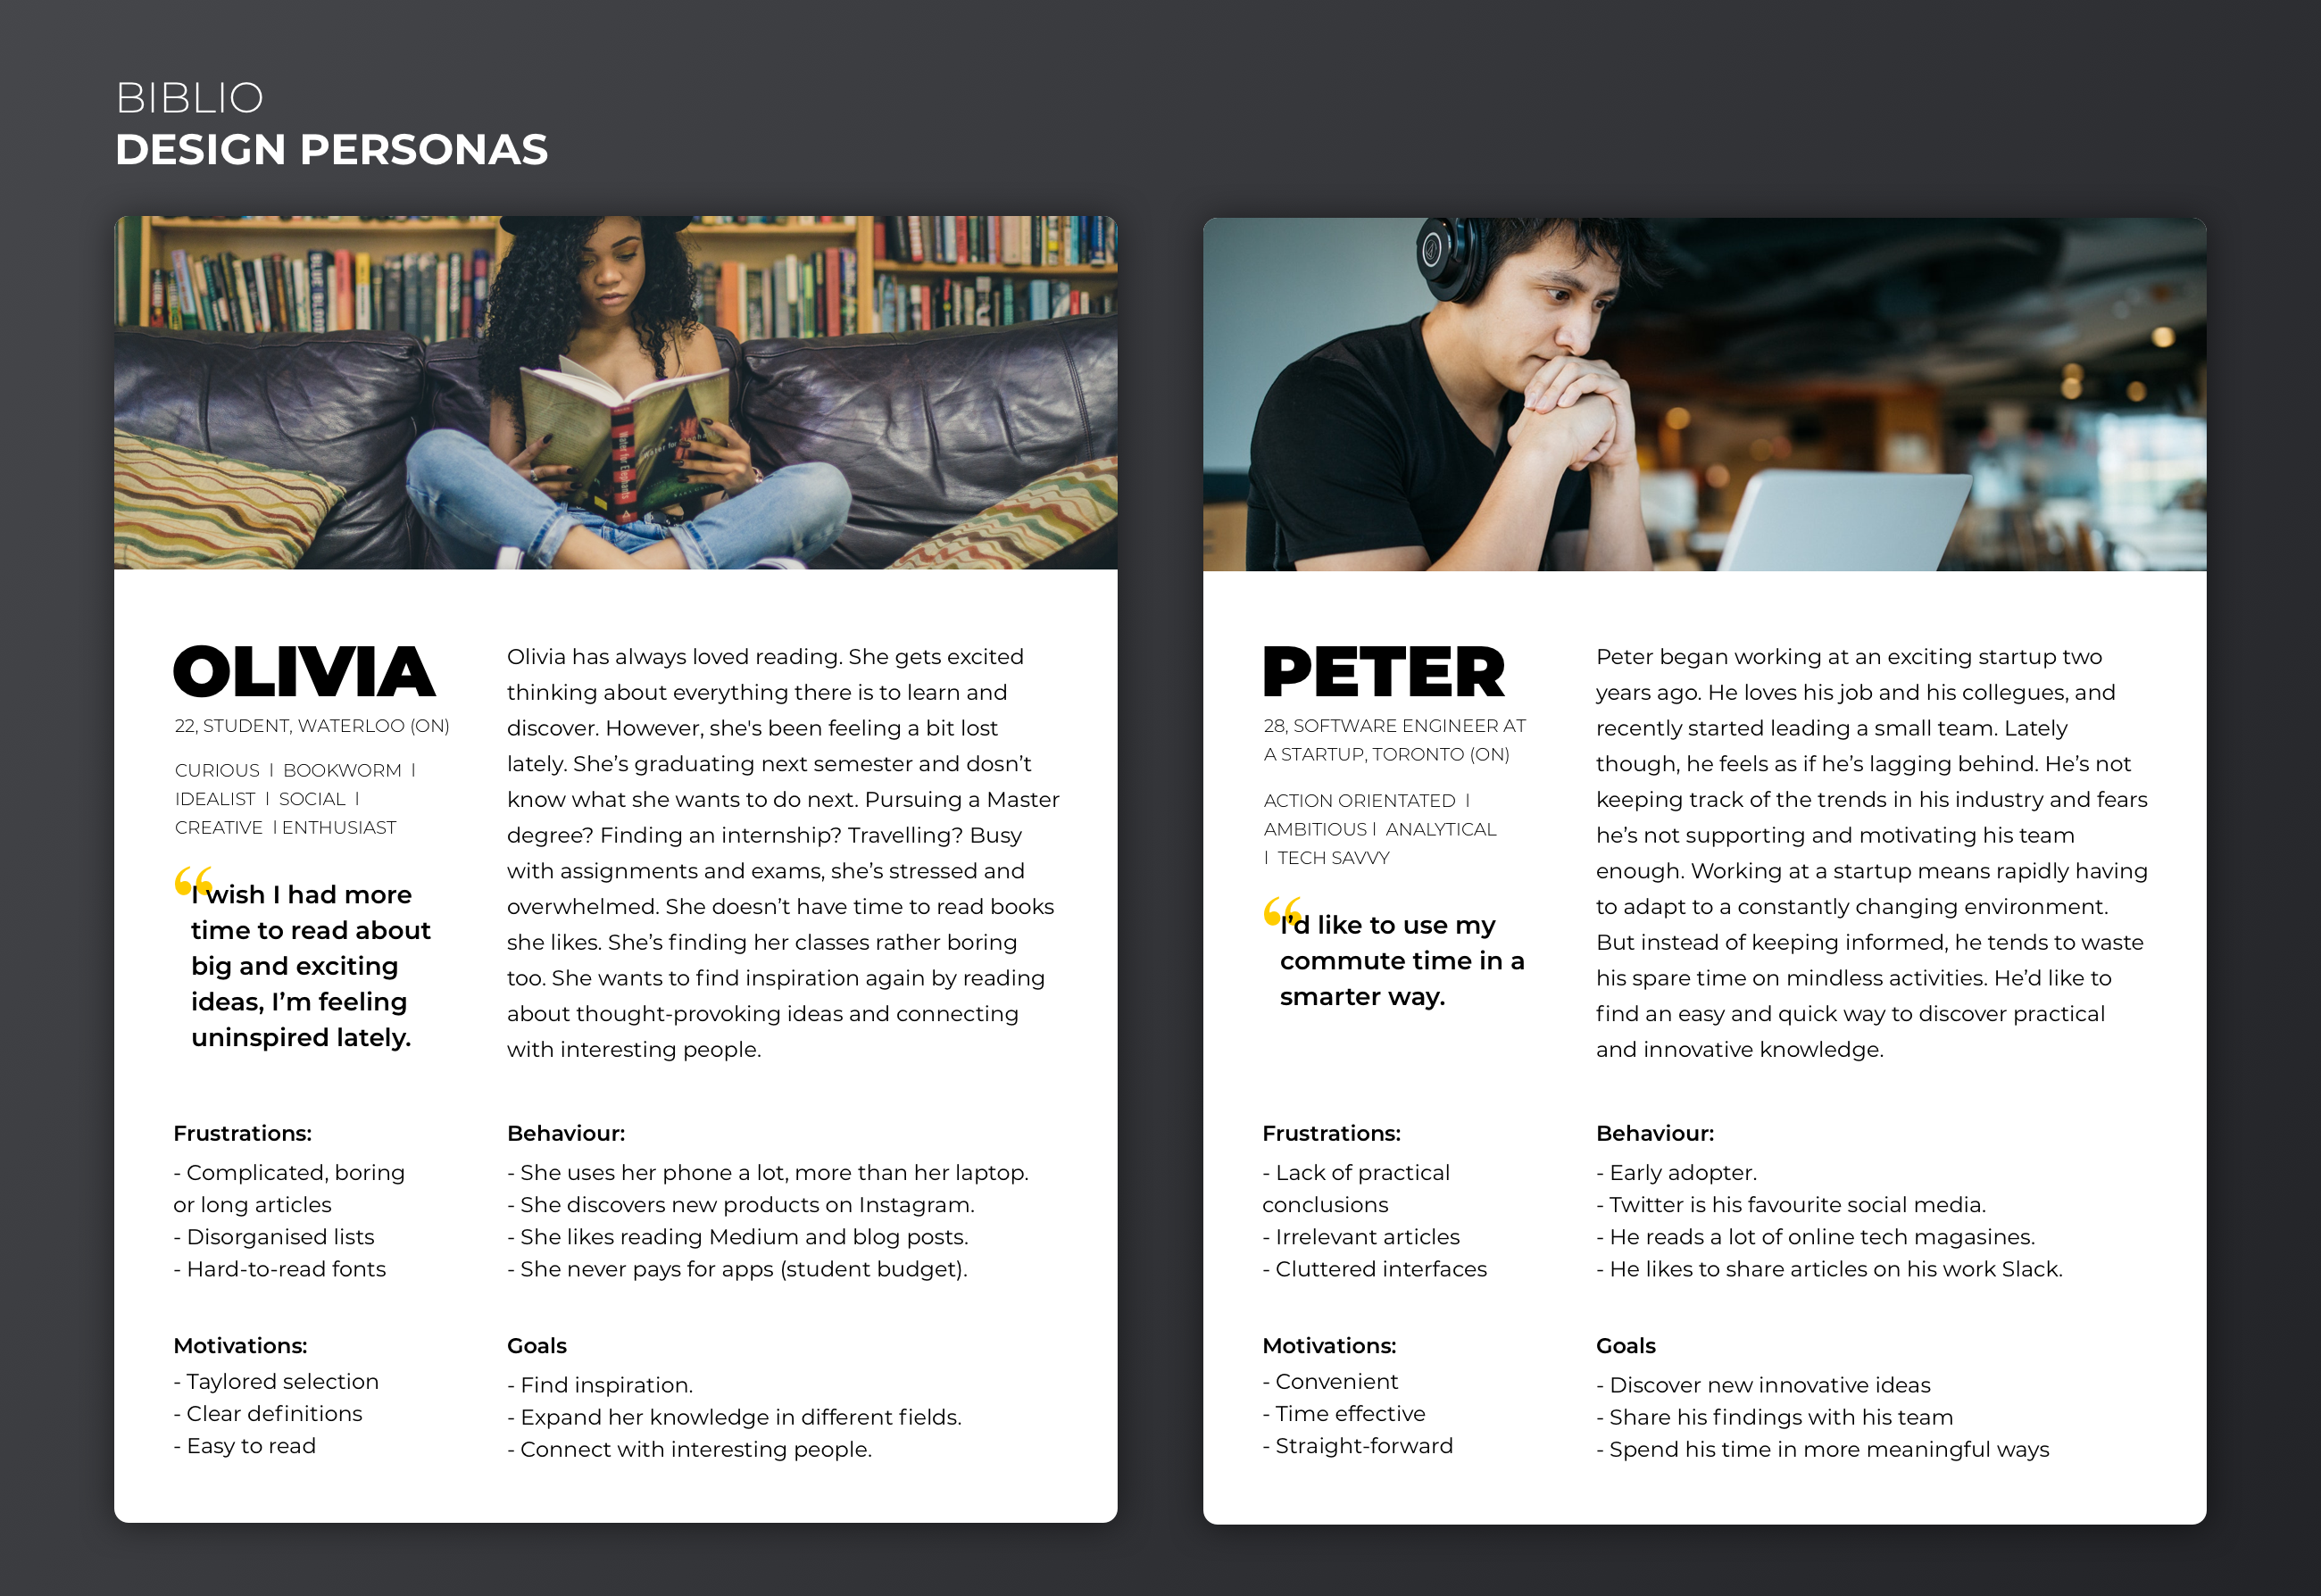 BIBLIO
DESIGN PERSONAS
Water for Elephants
OLIVIA
22, STUDENT, WATERLOO (ON)
CURIOUS I BOOKWORM I
IDEALIST I SOCIAL I
CREATIVE I ENTHUSIAST
“I wish I had more
time to read about
big and exciting
ideas, I’m feeling
uninspired lately.
Olivia has always loved reading. She gets excited
thinking about everything there is to learn and
discover. However, she's been feeling a bit lost
lately. She’s graduating next semester and dosn’t
know what she wants to do next. Pursuing a Master
degree? Finding an internship? Travelling? Busy
with assignments and exams, she’s stressed and
overwhelmed. She doesn’t have time to read books
she likes. She’s finding her classes rather boring
too. She wants to find inspiration again by reading
about thought-provoking ideas and connecting
with interesting people.
Frustrations:
- Complicated, boring
or long articles
- Disorganised lists
- Hard-to-read fonts
Behaviour:
- She uses her phone a lot, more than her laptop.
- She discovers new products on Instagram.
- She likes reading Medium and blog posts.
- She never pays for apps (student budget).
Motivations:
- Taylored selection
- Clear definitions
- Easy to read
Goals
- Find inspiration.
- Expand her knowledge in different fields.
- Connect with interesting people.
PETER
28, SOFTWARE ENGINEER AT
A STARTUP, TORONTO (ON)
ACTION ORIENTATED I
AMBITIOUS I ANALYTICAL
I TECH SAVVY
“I’d like to use my
commute time in a
smarter way.
Peter began working at an exciting startup two
years ago. He loves his job and his collegues, and
recently started leading a small team. Lately
though, he feels as if he’s lagging behind. He’s not
keeping track of the trends in his industry and fears
he’s not supporting and motivating his team
enough. Working at a startup means rapidly having
to adapt to a constantly changing environment.
But instead of keeping informed, he tends to waste
his spare time on mindless activities. He’d like to
find an easy and quick way to discover practical
and innovative knowledge.
Frustrations:
- Lack of practical
conclusions
- Irrelevant articles
- Cluttered interfaces
Behaviour:
- Early adopter.
- Twitter is his favourite social media.
- He reads a lot of online tech magasines.
- He likes to share articles on his work Slack.
Motivations:
- Convenient
- Time effective
- Straight-forward
Goals
- Discover new innovative ideas
- Share his findings with his team
- Spend his time in more meaningful ways